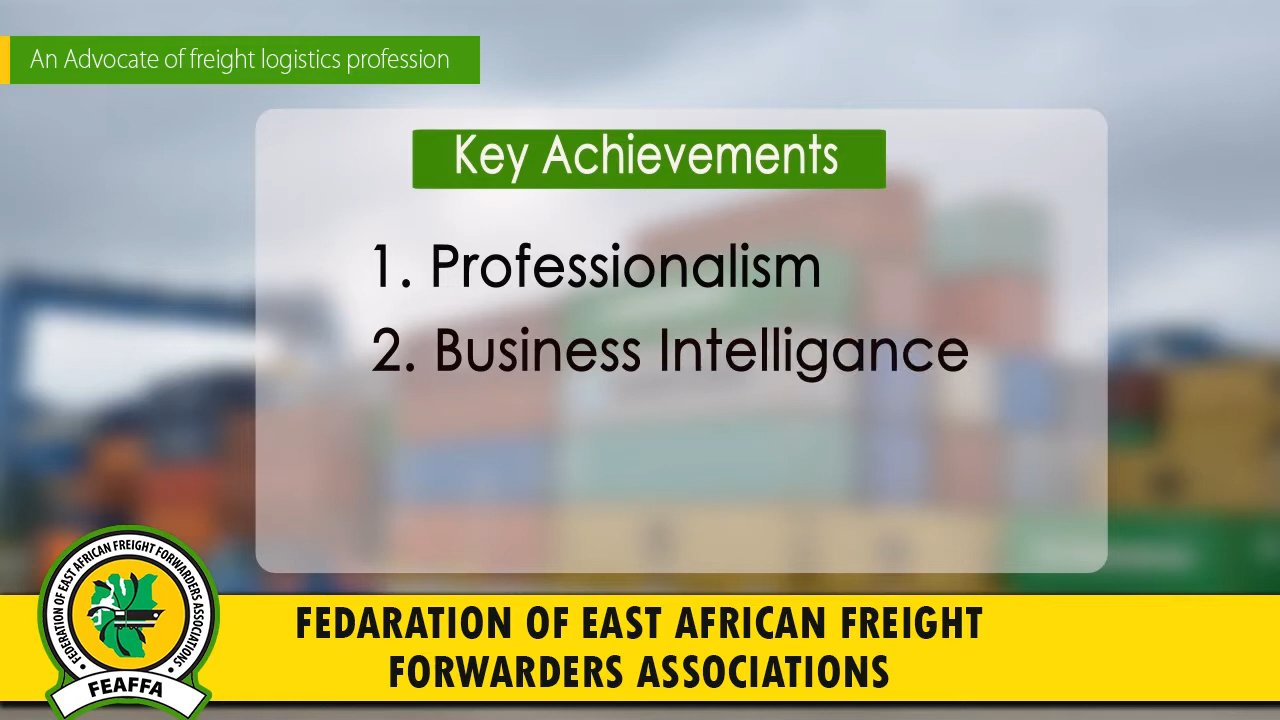 An Advocate of freight logistics profession
Key Achievements
1. Professionalism
2. Business Intelligance
FEDERATION OF EAST AFRICAN FREIGHT FORWARDERS ASSOCIATIONS
FEAFFA
FEDARATION OF EAST AFRICAN FREIGHT
FORWARDERS ASSOCIATIONS